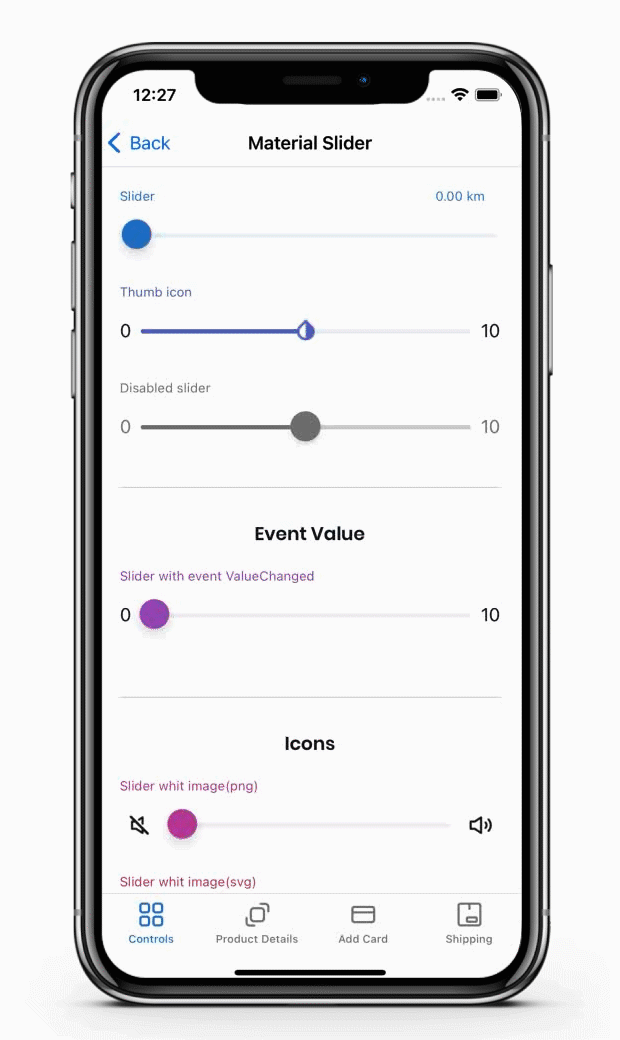 12:27
Back
Material Slider
Slider
0.00 km
Thumb icon
0
10
Disabled slider
0
10
Event Value
Slider with event ValueChanged
0
10
Icons
Slider whit image(png)
Slider whit image(svg)
Controls
Product Details
Add Card
Shipping